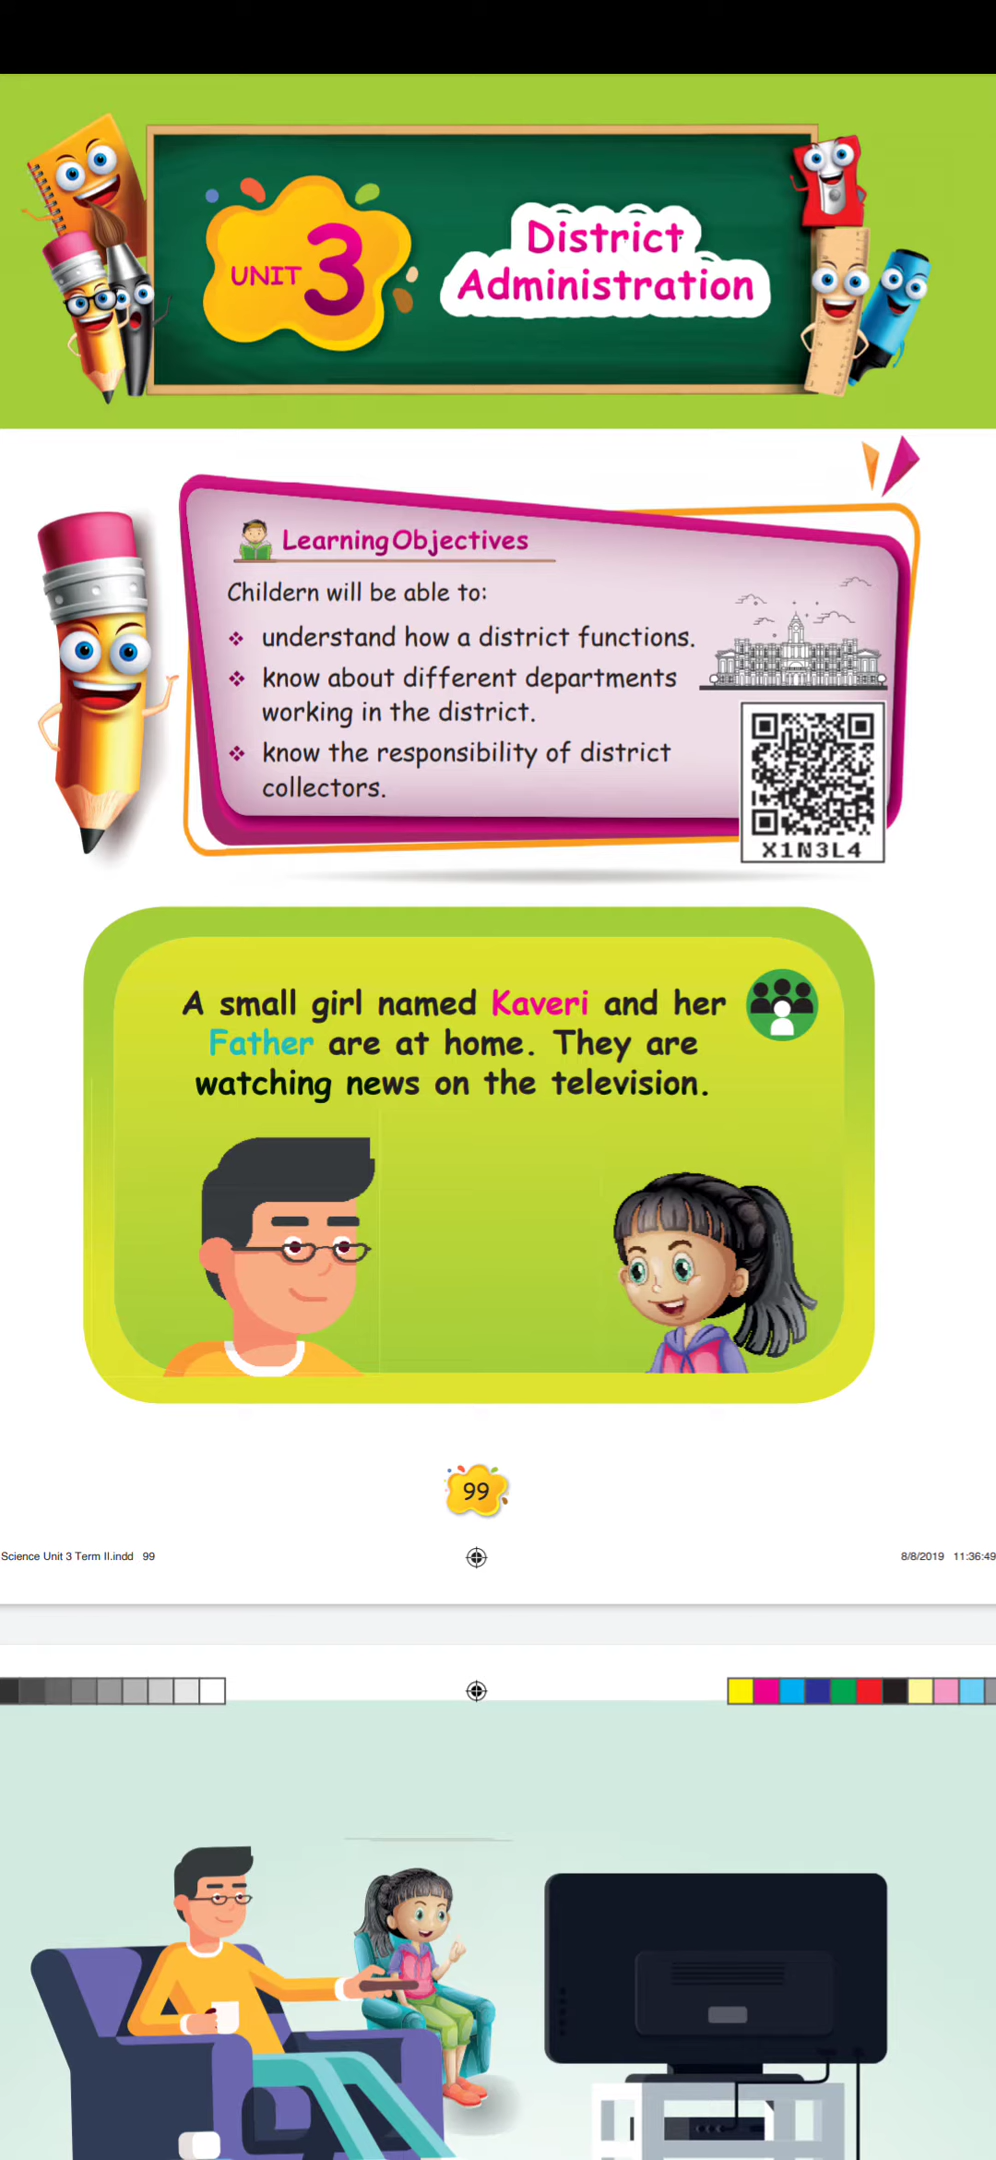 UNIT 3
District
Administration
Learning Objectives
Childern will be able to:
❖ understand how a district functions.
❖ know about different departments
working in the district.
❖ know the responsibility of district
collectors.
X1N3L4
A small girl named Kaveri and her
Father are at home. They are
watching news on the television.
99
Science Unit 3 Term II.indd 99
8/8/2019 11:36:49